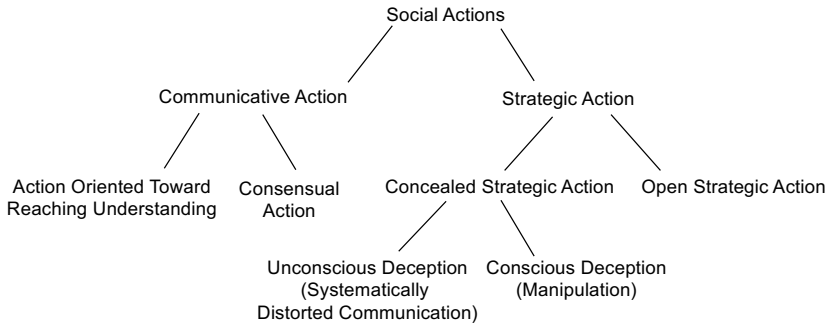 Social Actions
Communicative Action
Strategic Action
Action Oriented Toward
Reaching Understanding
Consensual
Action
Concealed Strategic Action
Open Strategic Action
Unconscious Deception
(Systematically
Distorted Communication)
Conscious Deception
(Manipulation)